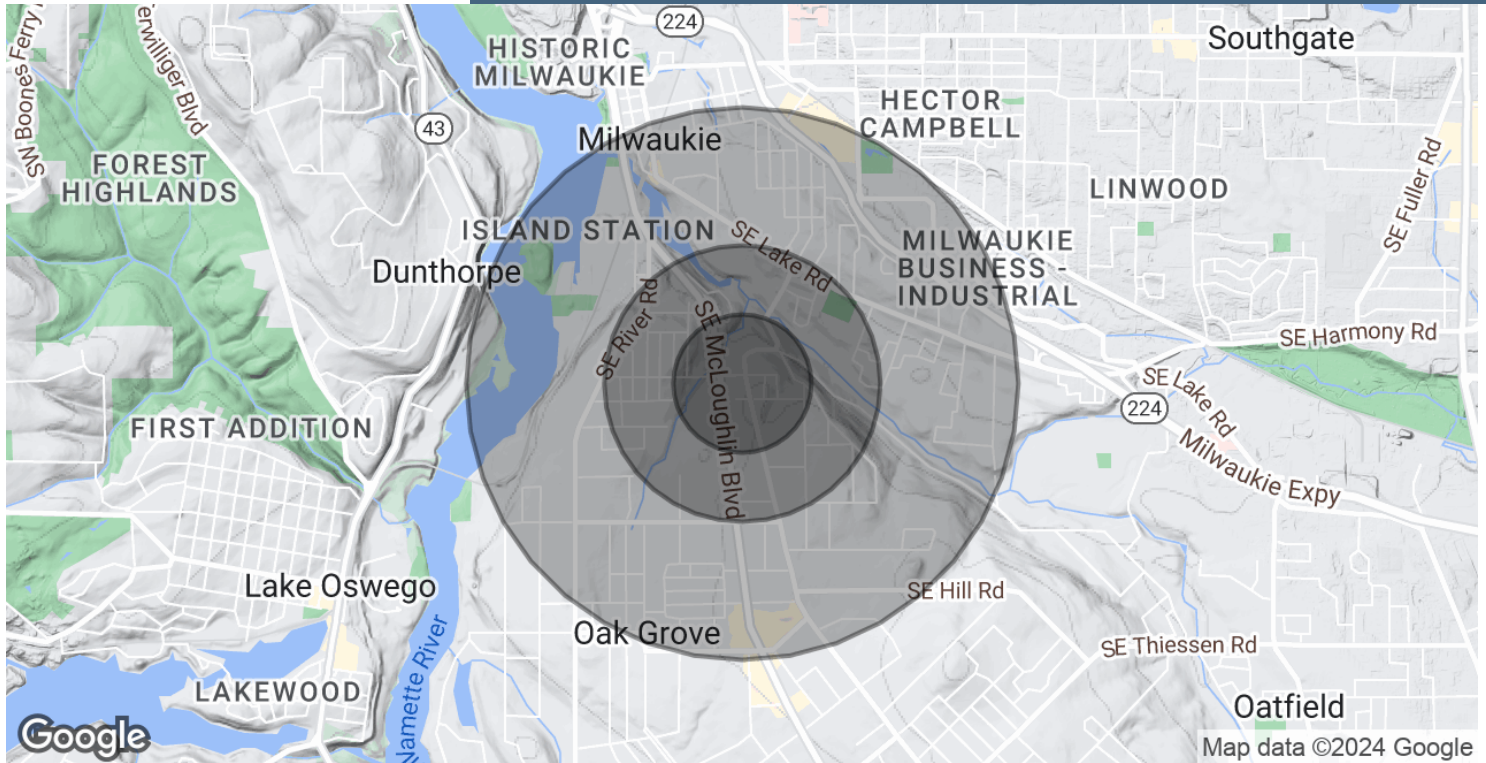 224
Southgate
HISTORIC
MILWAUKIE
SW Boones Ferry
erwilliger Blvd
HECTOR
CAMPBELL
43
Milwaukie
FOREST
HIGHLANDS
LINWOOD
SE Fuller Rd
ISLAND STATION
SE Lake Rd
MILWAUKIE
BUSINESS -
INDUSTRIAL
Dunthorpe
SE River Rd
SE McLoughlin Blvd
SE Harmony Rd
SE Lake Rd
224
FIRST ADDITION
Milwaukie Expy
Lake Oswego
SE Hill Rd
Oak Grove
SE Thiessen Rd
Namette River
LAKEWOOD
Oatfield
Google
Map data ©2024 Google